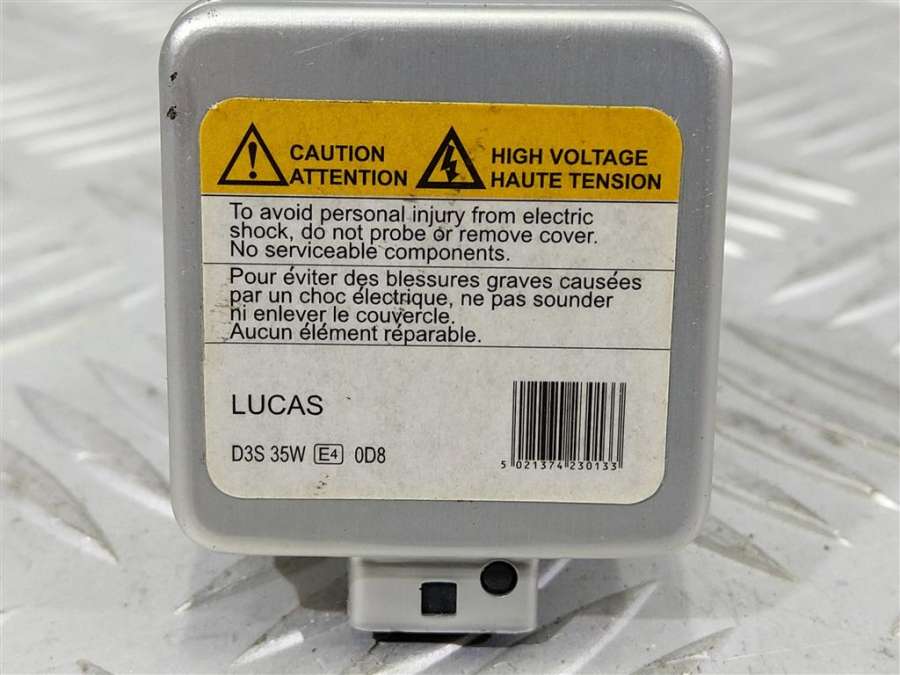 CAUTION
ATTENTION
HIGH VOLTAGE
HAUTE TENSION
To avoid personal injury from electric
shock, do not probe or remove cover.
No serviceable components.
Pour éviter des blessures graves causées
par un choc électrique, ne pas sounder
ni enlever le couvercle.
Aucun élément réparable.
LUCAS
D3S 35W E4 0D8
5 021374 230133